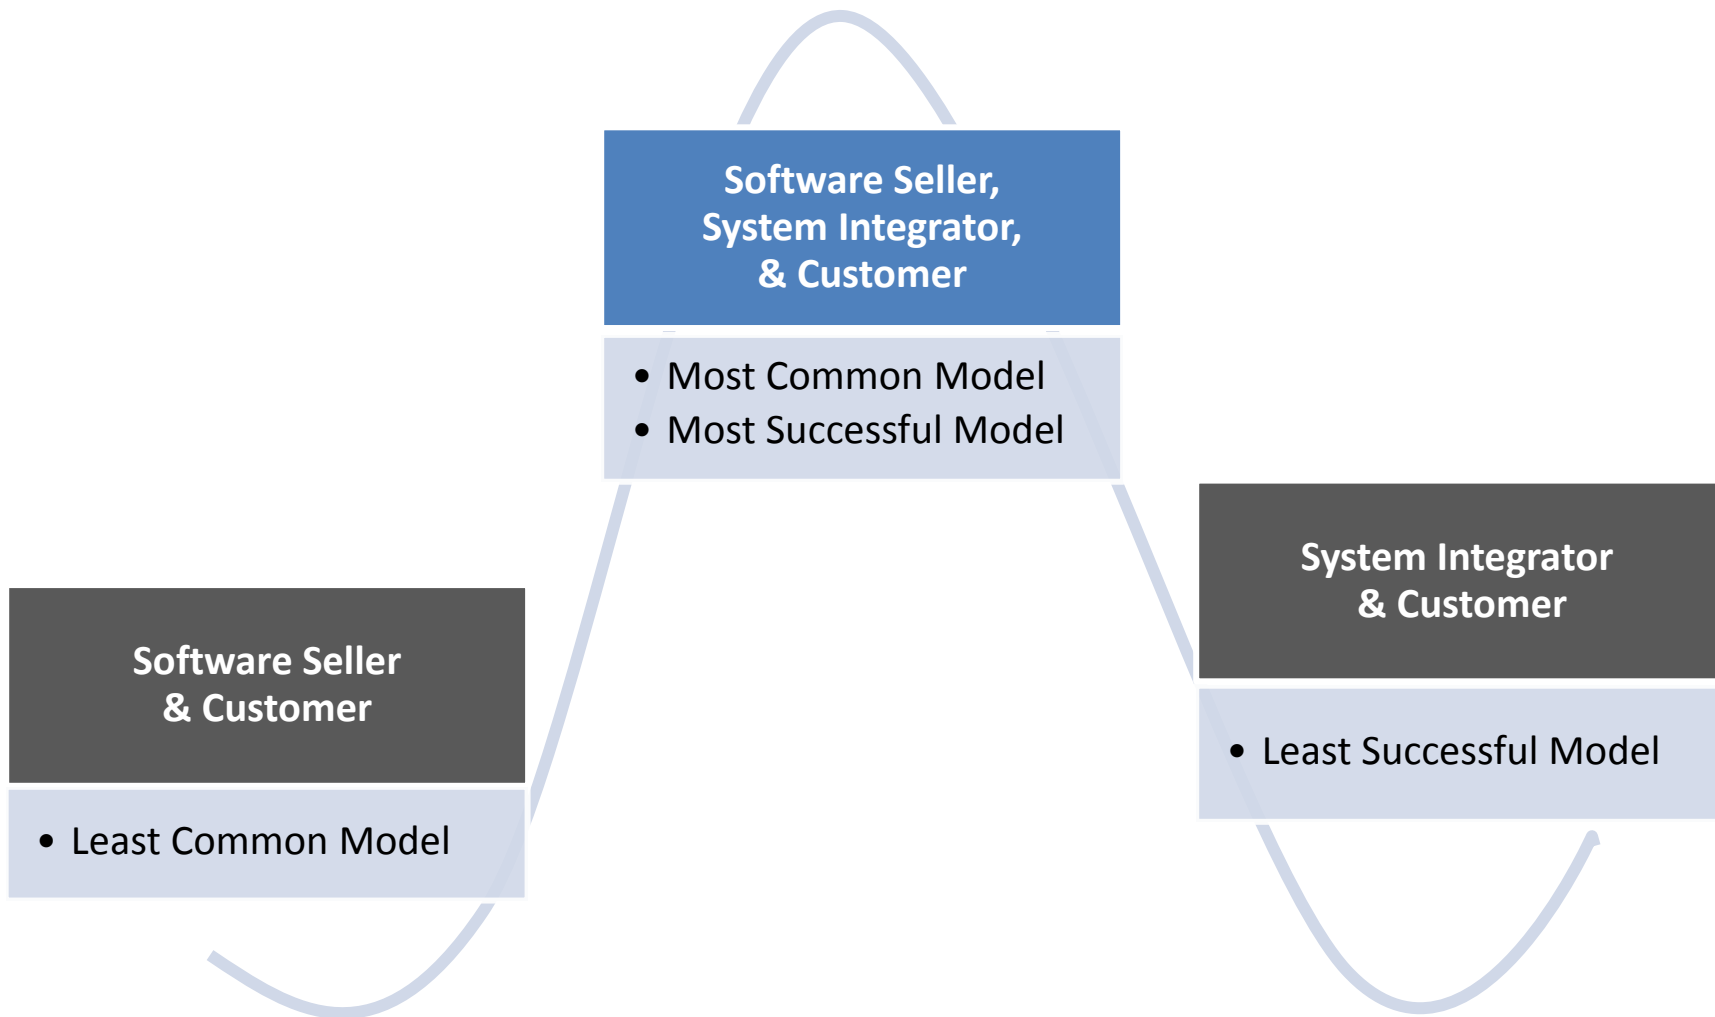 Software Seller,
System Integrator,
& Customer
• Most Common Model
• Most Successful Model
System Integrator
& Customer
• Least Successful Model
Software Seller
& Customer
• Least Common Model